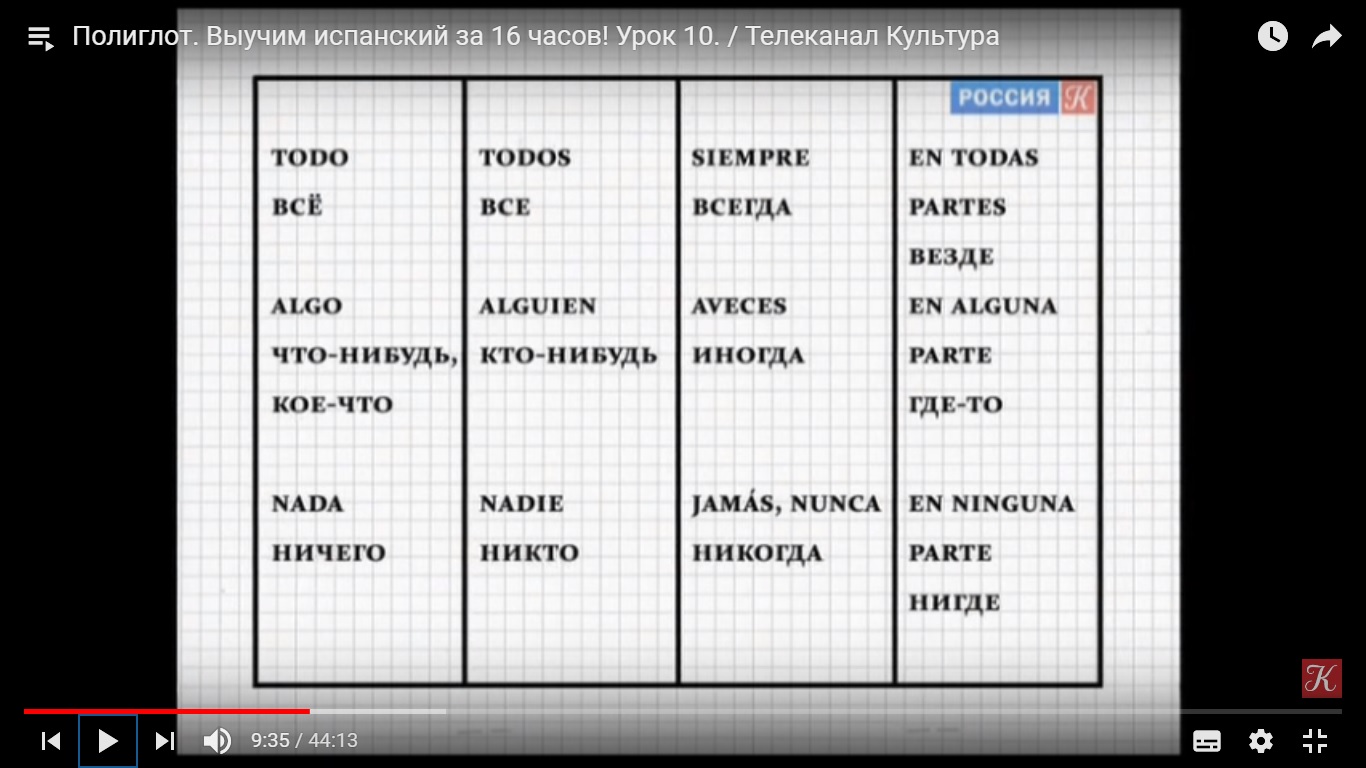 Полиглот. Выучим испанский за 16 часов! Урок 10. / Телеканал Культура
РОССИЯ К
TODO
ВСЁ
ALGO
ЧТО-НИБУДЬ,
КОЕ-ЧТО
NADA
НИЧЕГО
TODOS
ВСЕ
ALGUIEN
КТО-НИБУДЬ
NADIE
НИКТО
SIEMPRE
ВСЕГДА
AVECES
ИНОГДА
JAMÁS, NUNCA
НИКОГДА
EN TODAS
PARTES
ВЕЗДЕ
EN ALGUNA
PARTE
ГДЕ-ТО
EN NINGUNA
PARTE
НИГДЕ
К
9:35 / 44:13